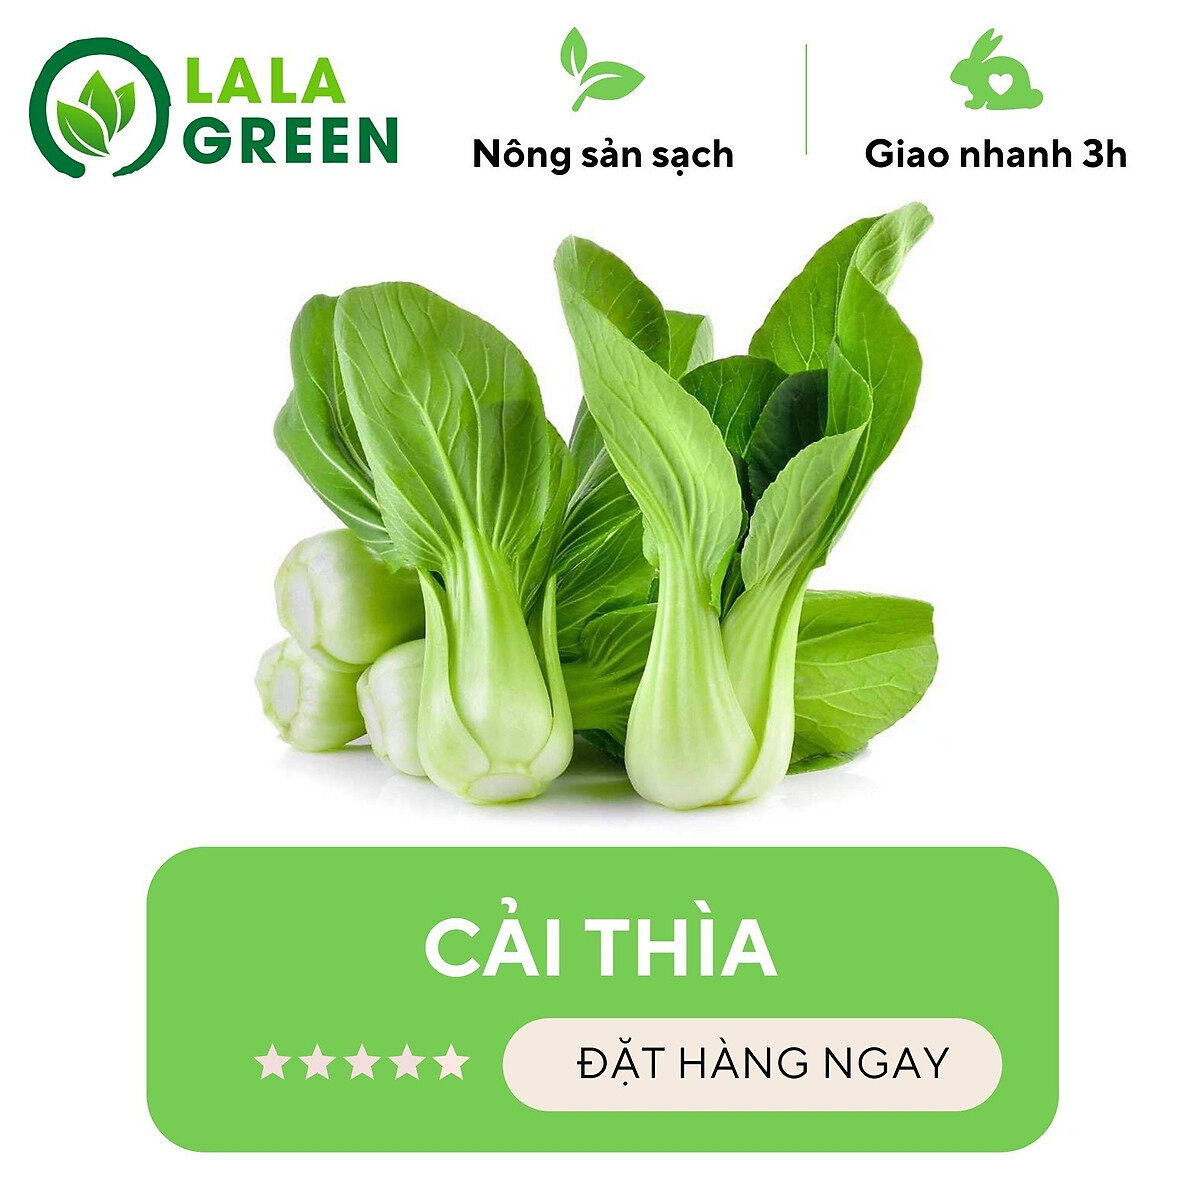 LALA
GREEN
Nông sản sạch
Giao nhanh 3h
CẢI THÌA
ĐẶT HÀNG NGAY